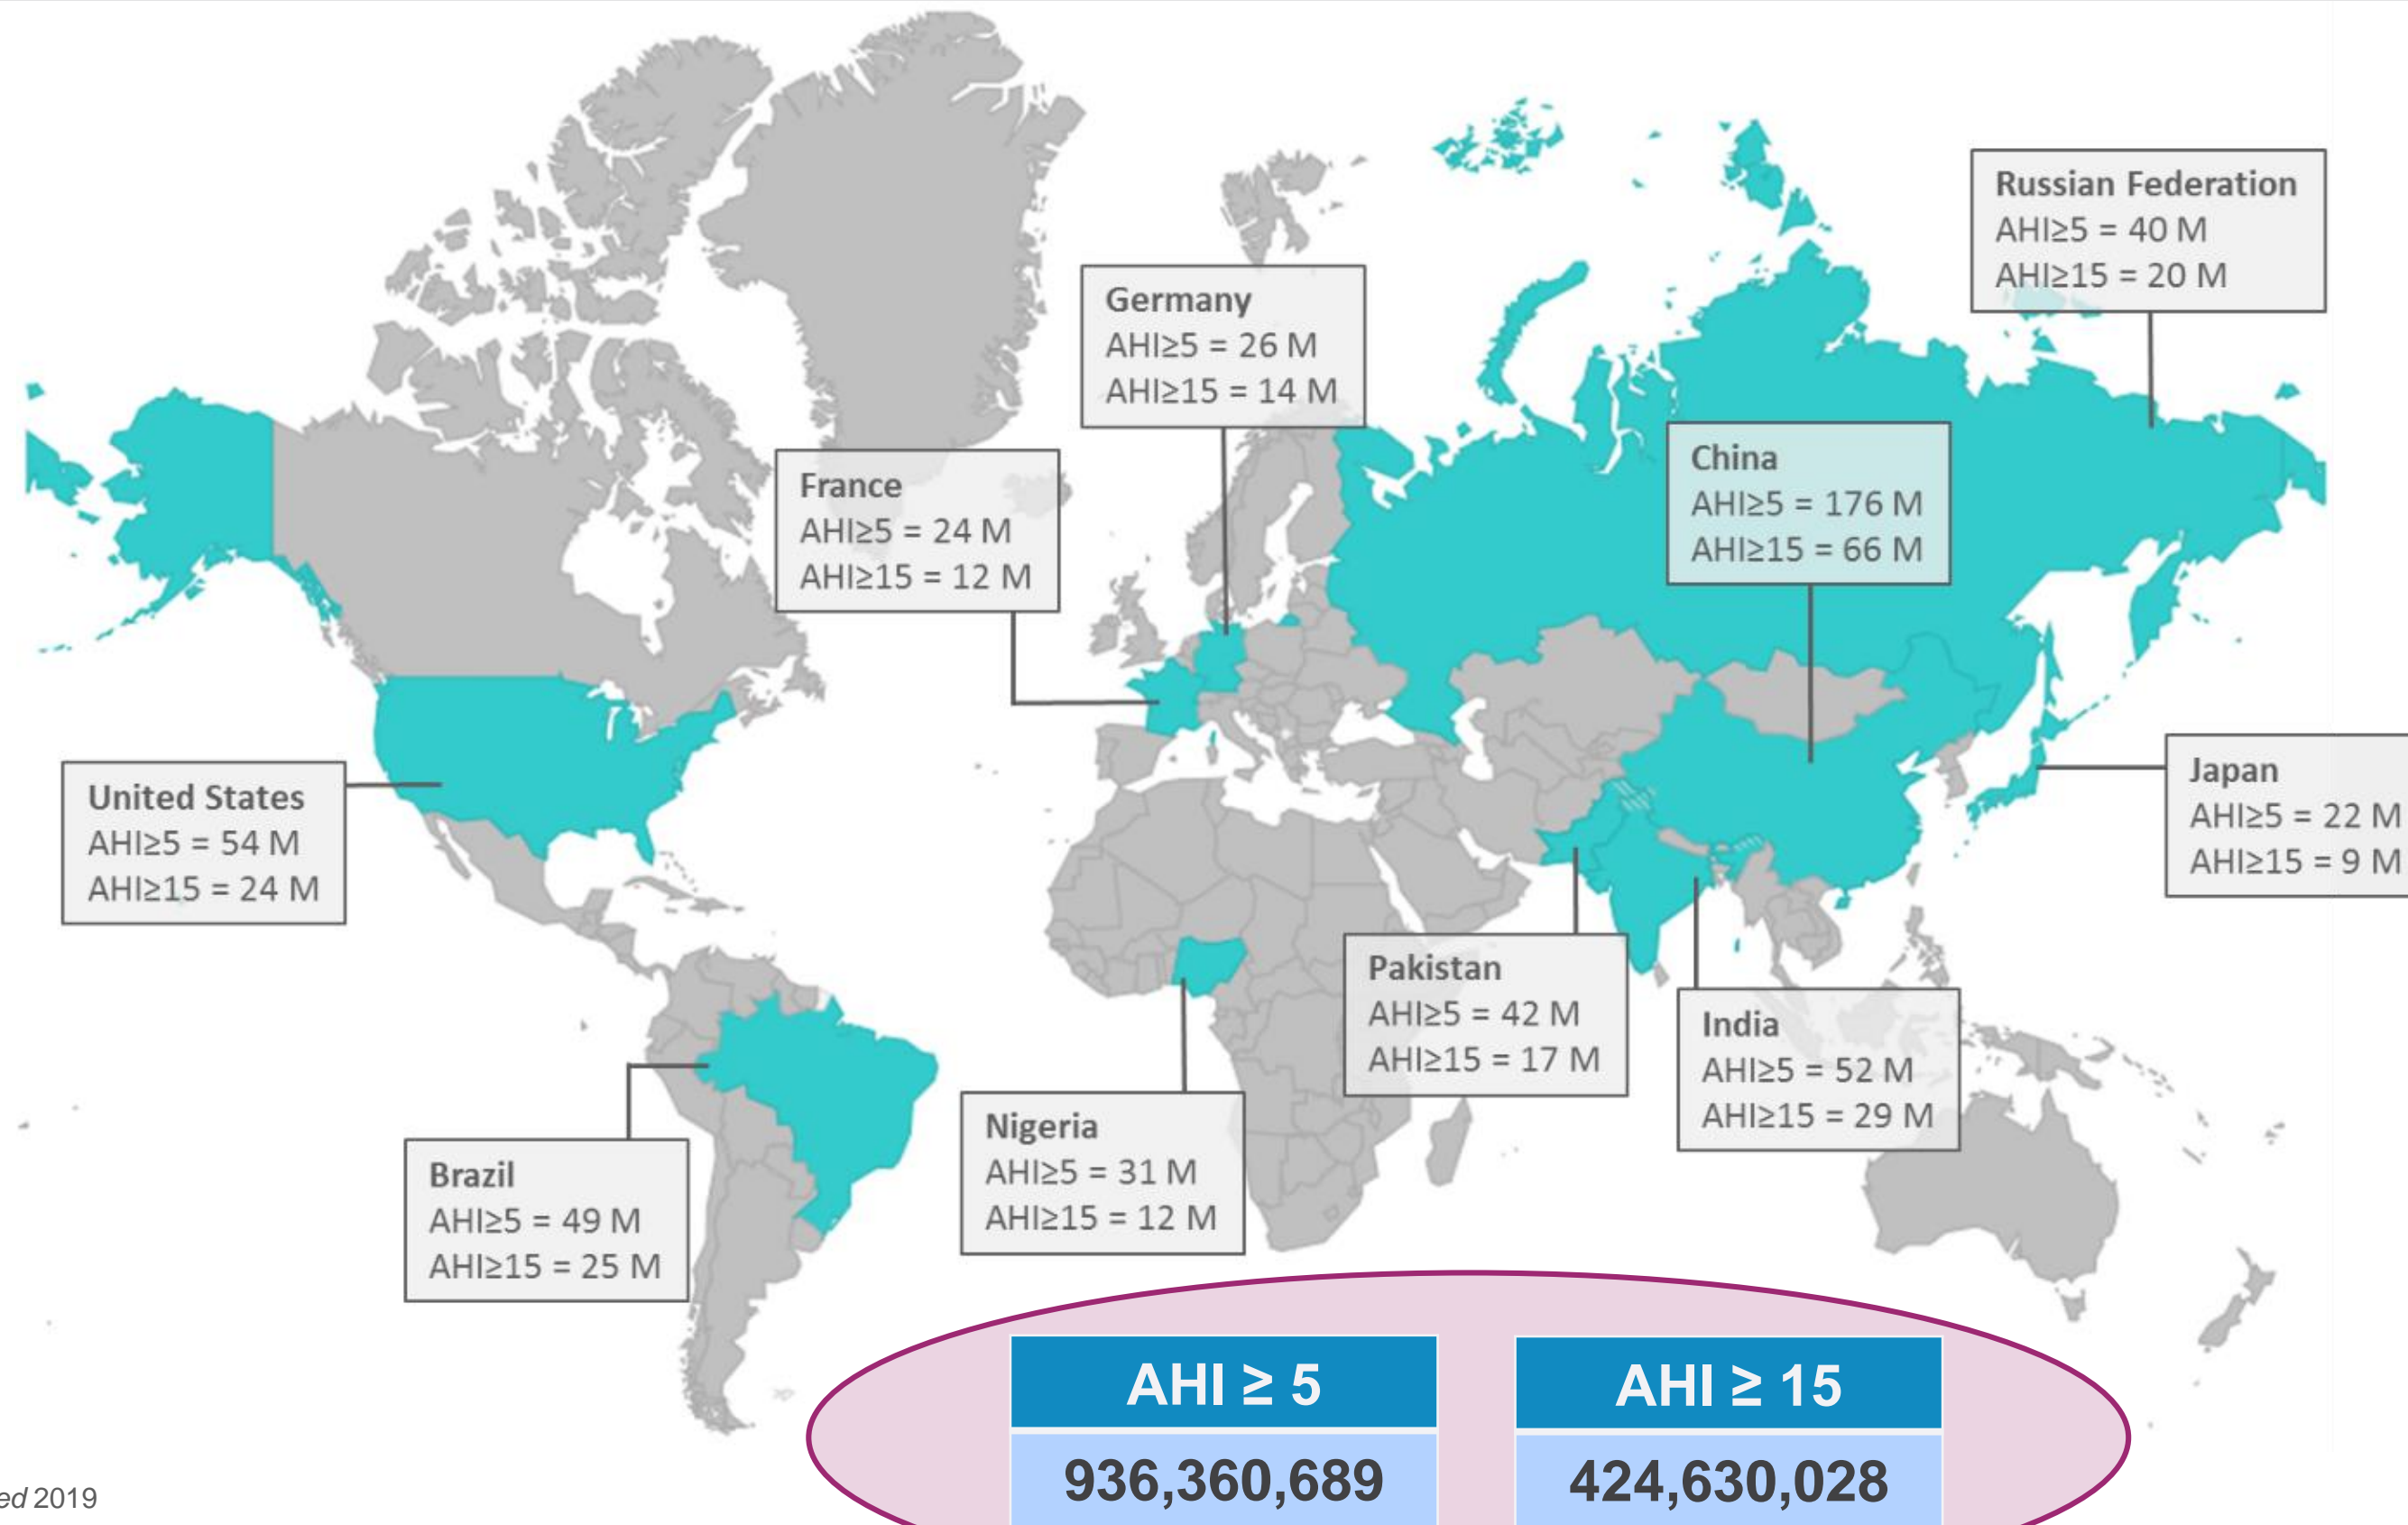 Russian Federation
AHI≥5 = 40 M
AHI≥15 = 20 M
Germany
AHI≥5 = 26 M
AHI≥15 = 14 M
China
AHI≥5 = 176 M
AHI≥15 = 66 M
France
AHI≥5 = 24 M
AHI≥15 = 12 M
United States
AHI≥5 = 54 M
AHI≥15 = 24 M
Japan
AHI≥5 = 22 M
AHI≥15 = 9 M
Pakistan
AHI≥5 = 42 M
AHI≥15 = 17 M
India
AHI≥5 = 52 M
AHI≥15 = 29 M
Nigeria
AHI≥5 = 31 M
AHI≥15 = 12 M
Brazil
AHI≥5 = 49 M
AHI≥15 = 25 M
AHI ≥ 5
936,360,689
AHI ≥ 15
424,630,028
2019